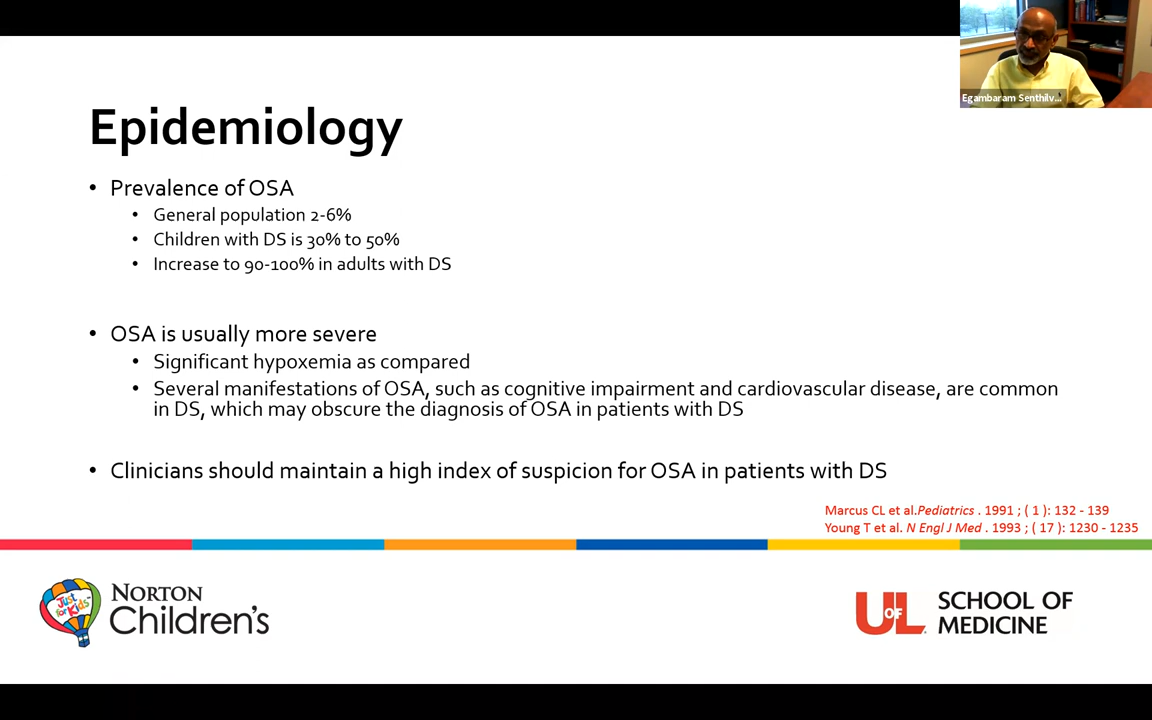 Egambaram Senthilv...
Epidemiology
• Prevalence of OSA
• General population 2-6%
• Children with DS is 30% to 50%
• Increase to 90-100% in adults with DS
• OSA is usually more severe
• Significant hypoxemia as compared
• Several manifestations of OSA, such as cognitive impairment and cardiovascular disease, are common
in DS, which may obscure the diagnosis of OSA in patients with DS
• Clinicians should maintain a high index of suspicion for OSA in patients with DS
Marcus CL et al.Pediatrics . 1991 ; ( 1 ): 132 - 139
Young T et al. N Engl J Med . 1993 ; ( 17 ): 1230 - 1235
Just
for Kids
NORTON
Children's
UOFL
SCHOOL OF
MEDICINE